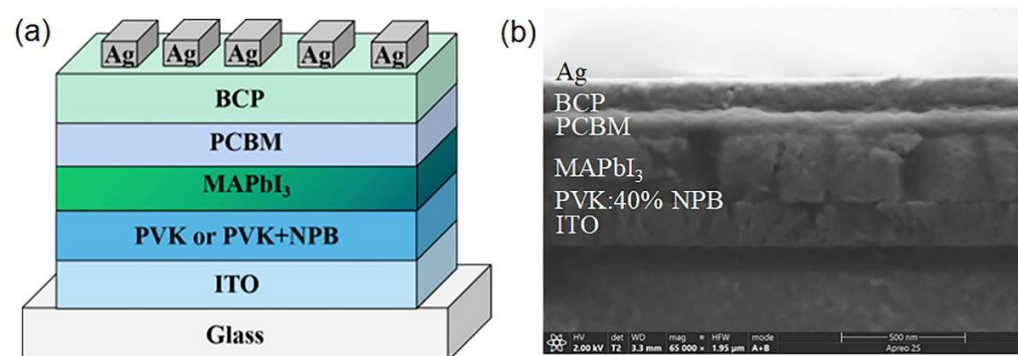 (a)
Ag Ag Ag Ag Ag
BCP
PCBM
MAPbI₃
PVK or PVK+NPB
ITO
Glass
(b)
Ag
BCP
PCBM
MAPbI₃
PVK:40% NPB
ITO
HV det WD mag HFW mode
2.00 kV T2 3.3 mm 65 000 x 1.95 μm A+B
500 nm
Apreo 2S